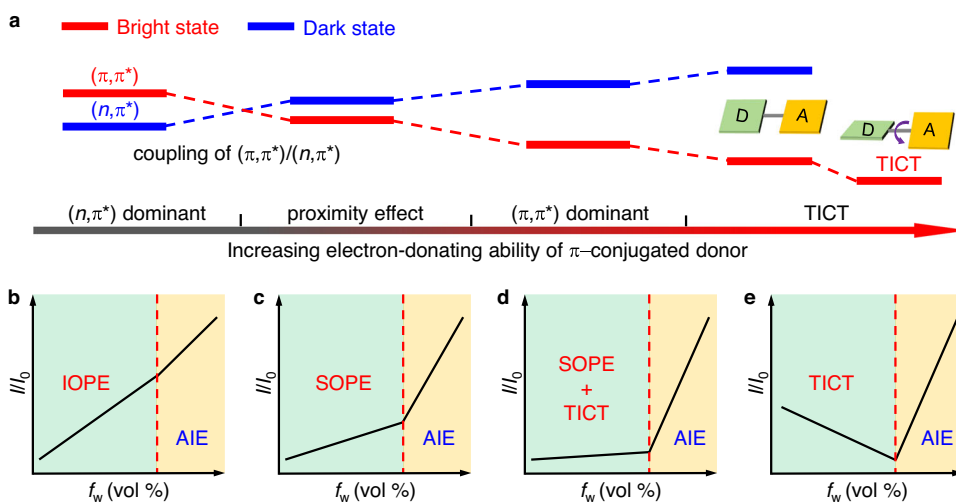 a
Bright state
Dark state
(π,π*)
(n,π*)
coupling of (π,π*)/(n,π*)
D
A
D
A
TICT
(n,π*) dominant
proximity effect
(π,π*) dominant
TICT
Increasing electron-donating ability of π–conjugated donor
b
c
d
e
I/I0
IOPE
AIE
fw (vol %)
I/I0
SOPE
AIE
fw (vol %)
I/I0
SOPE
+
TICT
AIE
fw (vol %)
I/I0
TICT
AIE
fw (vol %)